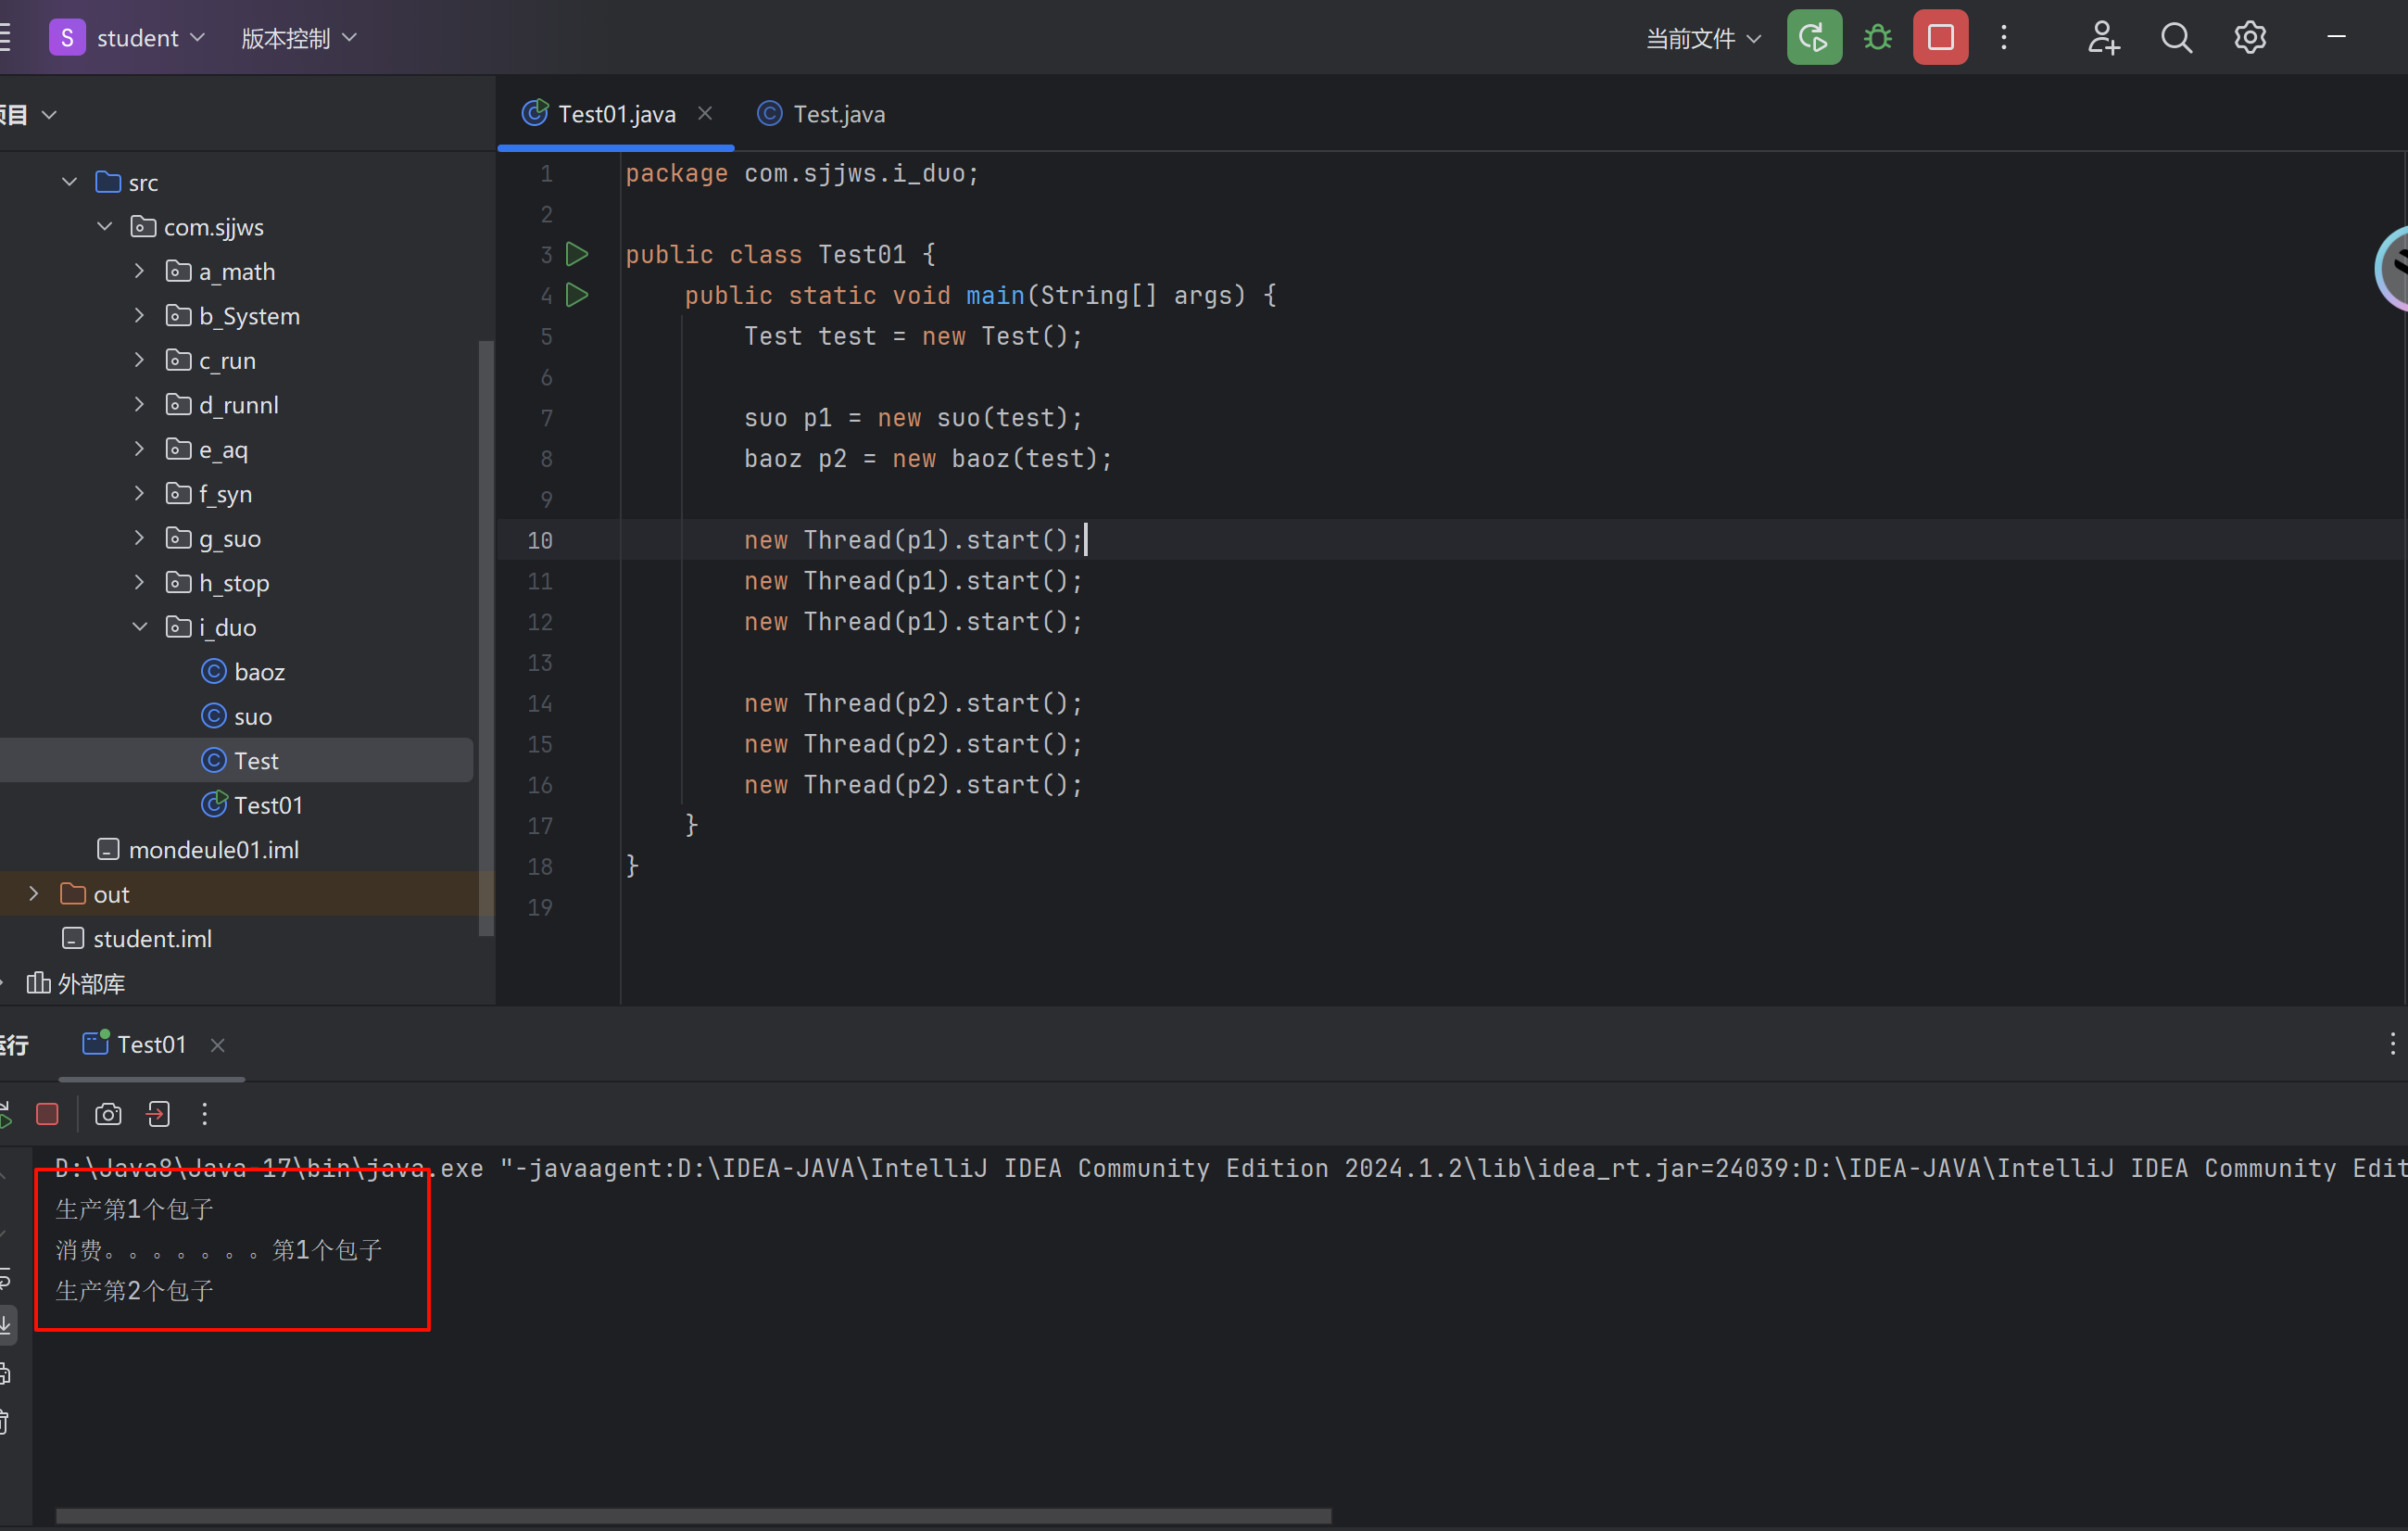 S student 版本控制 当前文件
项目
Test01.java Test.java
src
com.sjjws
a_math
b_System
c_run
d_runnl
e_aq
f_syn
g_suo
h_stop
i_duo
baoz
suo
Test
Test01
mondeule01.iml
out
student.iml
外部库
1 package com.sjjws.i_duo;
2
3 public class Test01 {
4 public static void main(String[] args) {
5 Test test = new Test();
6
7 suo p1 = new suo(test);
8 baoz p2 = new baoz(test);
9
10 new Thread(p1).start();
11 new Thread(p1).start();
12 new Thread(p1).start();
13
14 new Thread(p2).start();
15 new Thread(p2).start();
16 new Thread(p2).start();
17 }
18 }
19
运行 Test01
D:\Java8\Java-17\bin\java.exe "-javaagent:D:\IDEA-JAVA\IntelliJ IDEA Community Edition 2024.1.2\lib\idea_rt.jar=24039:D:\IDEA-JAVA\IntelliJ IDEA Community Edit
生产第1个包子
消费。。。。。。。第1个包子
生产第2个包子